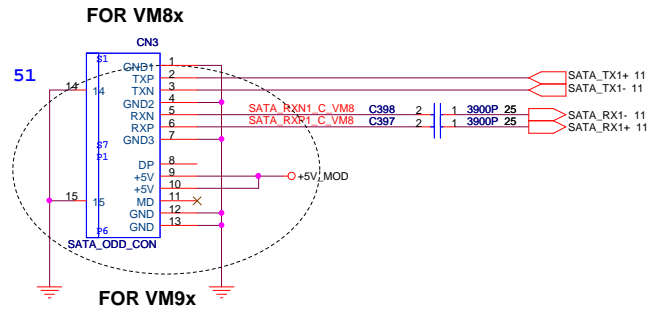 FOR VM8x
CN3
51
S1
GND1 1
TXP 2
TXN 3
GND2 4
RXN 5
RXP 6
GND3 7
S7
P1
DP 8
+5V 9
+5V 10
MD 11
GND 12
GND 13
P6
14 14
15 15
SATA_ODD_CON
SATA_TX1+ 11
SATA_TX1- 11
SATA_RXN1_C_VM8 C398 2 1 3900P 25 SATA_RX1- 11
SATA_RXP1_C_VM8 C397 2 1 3900P 25 SATA_RX1+ 11
+5V_MOD
FOR VM9x